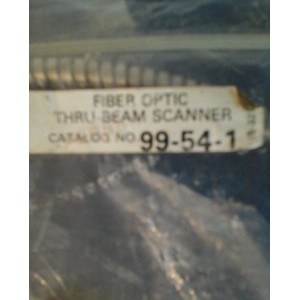 FIBER OPTIC
THRU-BEAM SCANNER
CATALOG NO. 99-54-1